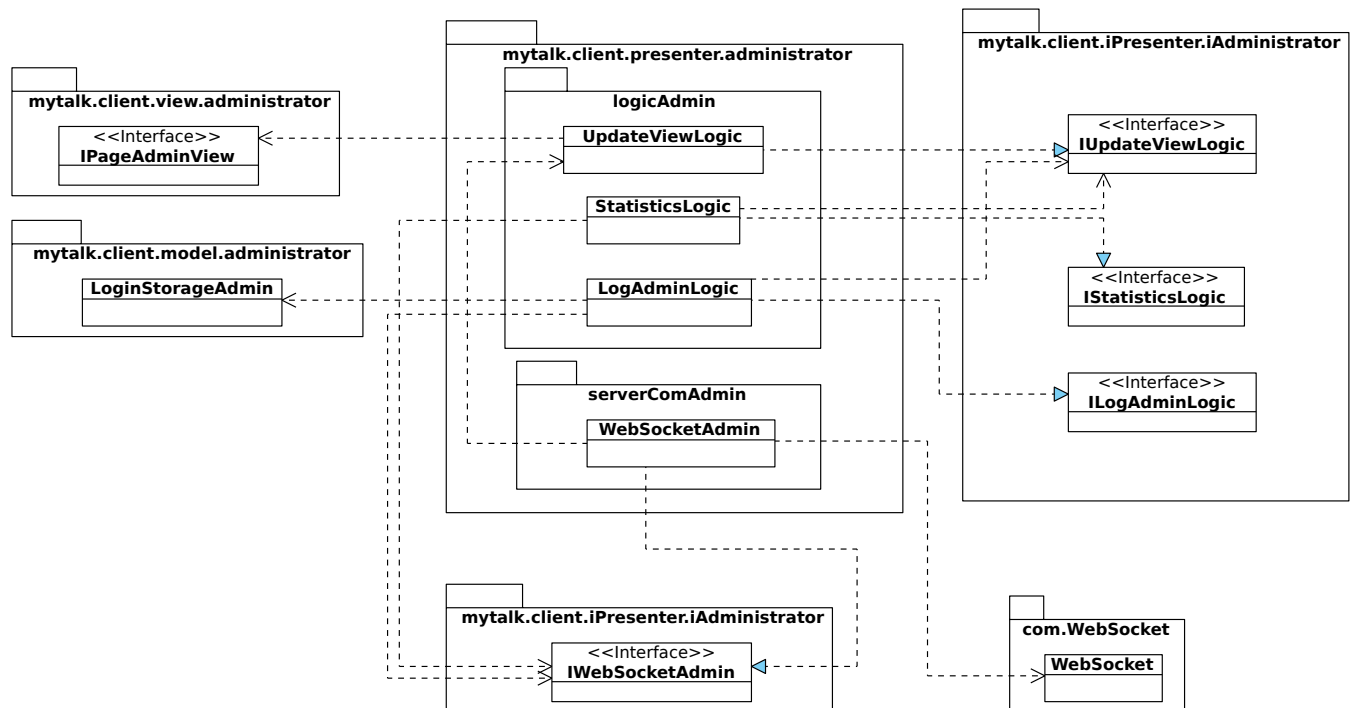 mytalk.client.view.administrator
<<Interface>>
IPageAdminView
mytalk.client.model.administrator
LoginStorageAdmin
mytalk.client.presenter.administrator
logicAdmin
UpdateViewLogic
StatisticsLogic
LogAdminLogic
serverComAdmin
WebSocketAdmin
mytalk.client.iPresenter.iAdministrator
<<Interface>>
IUpdateViewLogic
<<Interface>>
IStatisticsLogic
<<Interface>>
ILogAdminLogic
mytalk.client.iPresenter.iAdministrator
<<Interface>>
IWebSocketAdmin
com.WebSocket
WebSocket